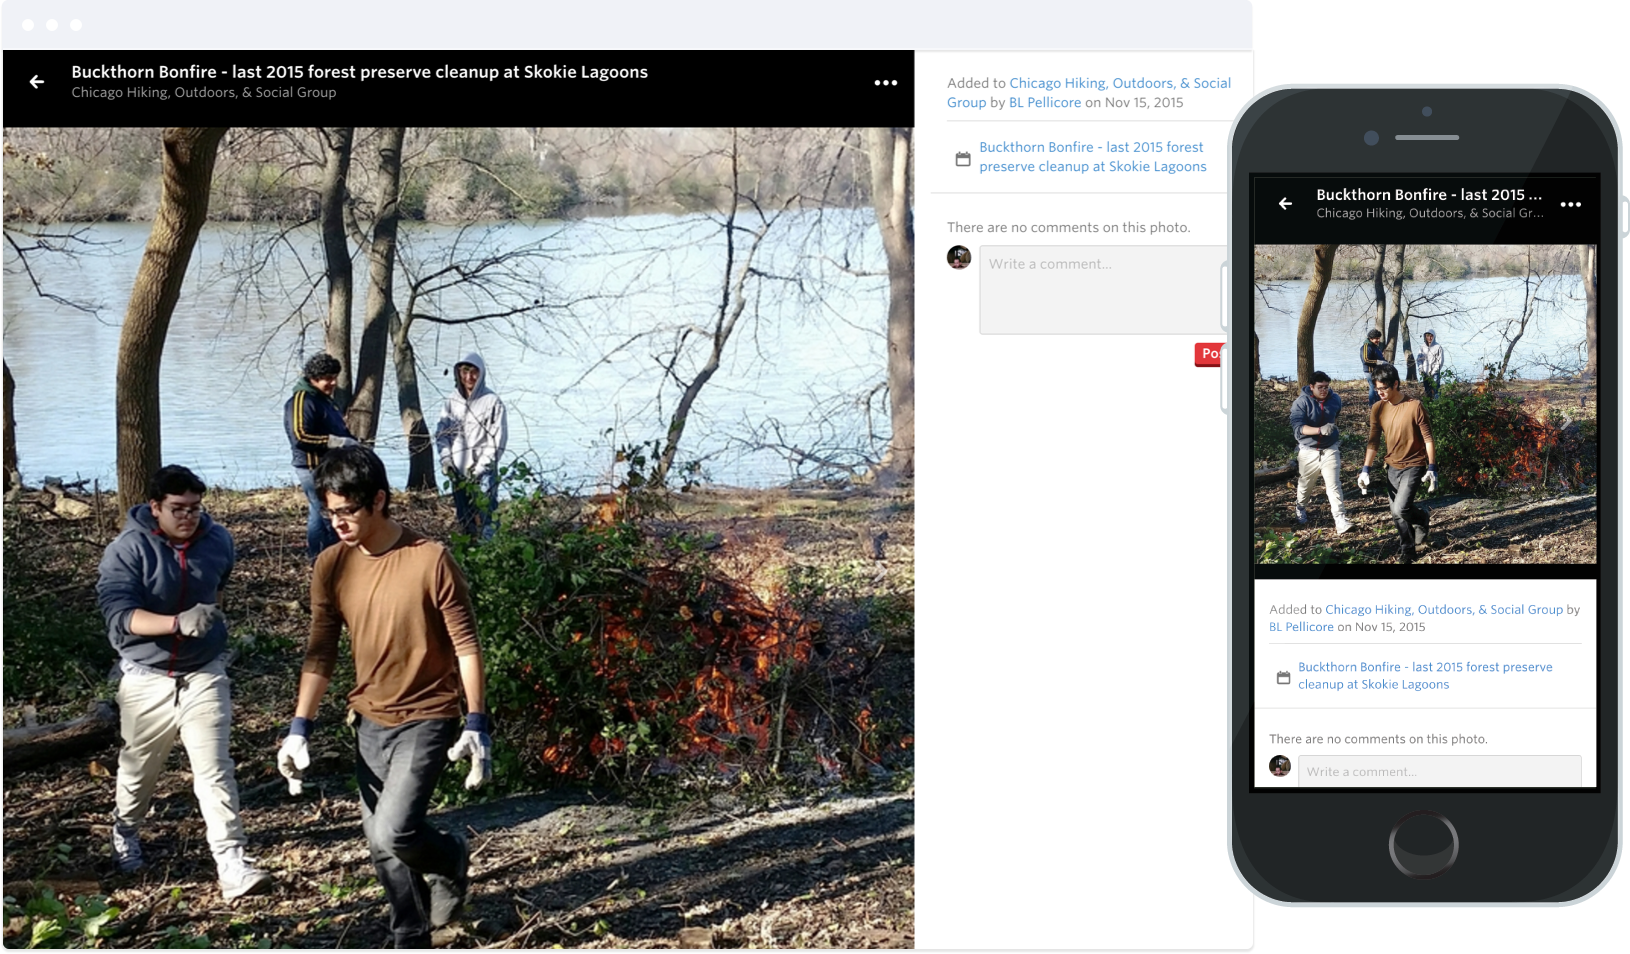 Buckthorn Bonfire - last 2015 forest preserve cleanup at Skokie Lagoons
Chicago Hiking, Outdoors, & Social Group
Added to Chicago Hiking, Outdoors, & Social
Group by BL Pellicore on Nov 15, 2015
Buckthorn Bonfire - last 2015 forest
preserve cleanup at Skokie Lagoons
There are no comments on this photo.
Write a comment...
Pos
Buckthorn Bonfire - last 2015 ...
Chicago Hiking, Outdoors, & Social Gr...
Added to Chicago Hiking, Outdoors, & Social Group by
BL Pellicore on Nov 15, 2015
Buckthorn Bonfire - last 2015 forest preserve
cleanup at Skokie Lagoons
There are no comments on this photo.
Write a comment...